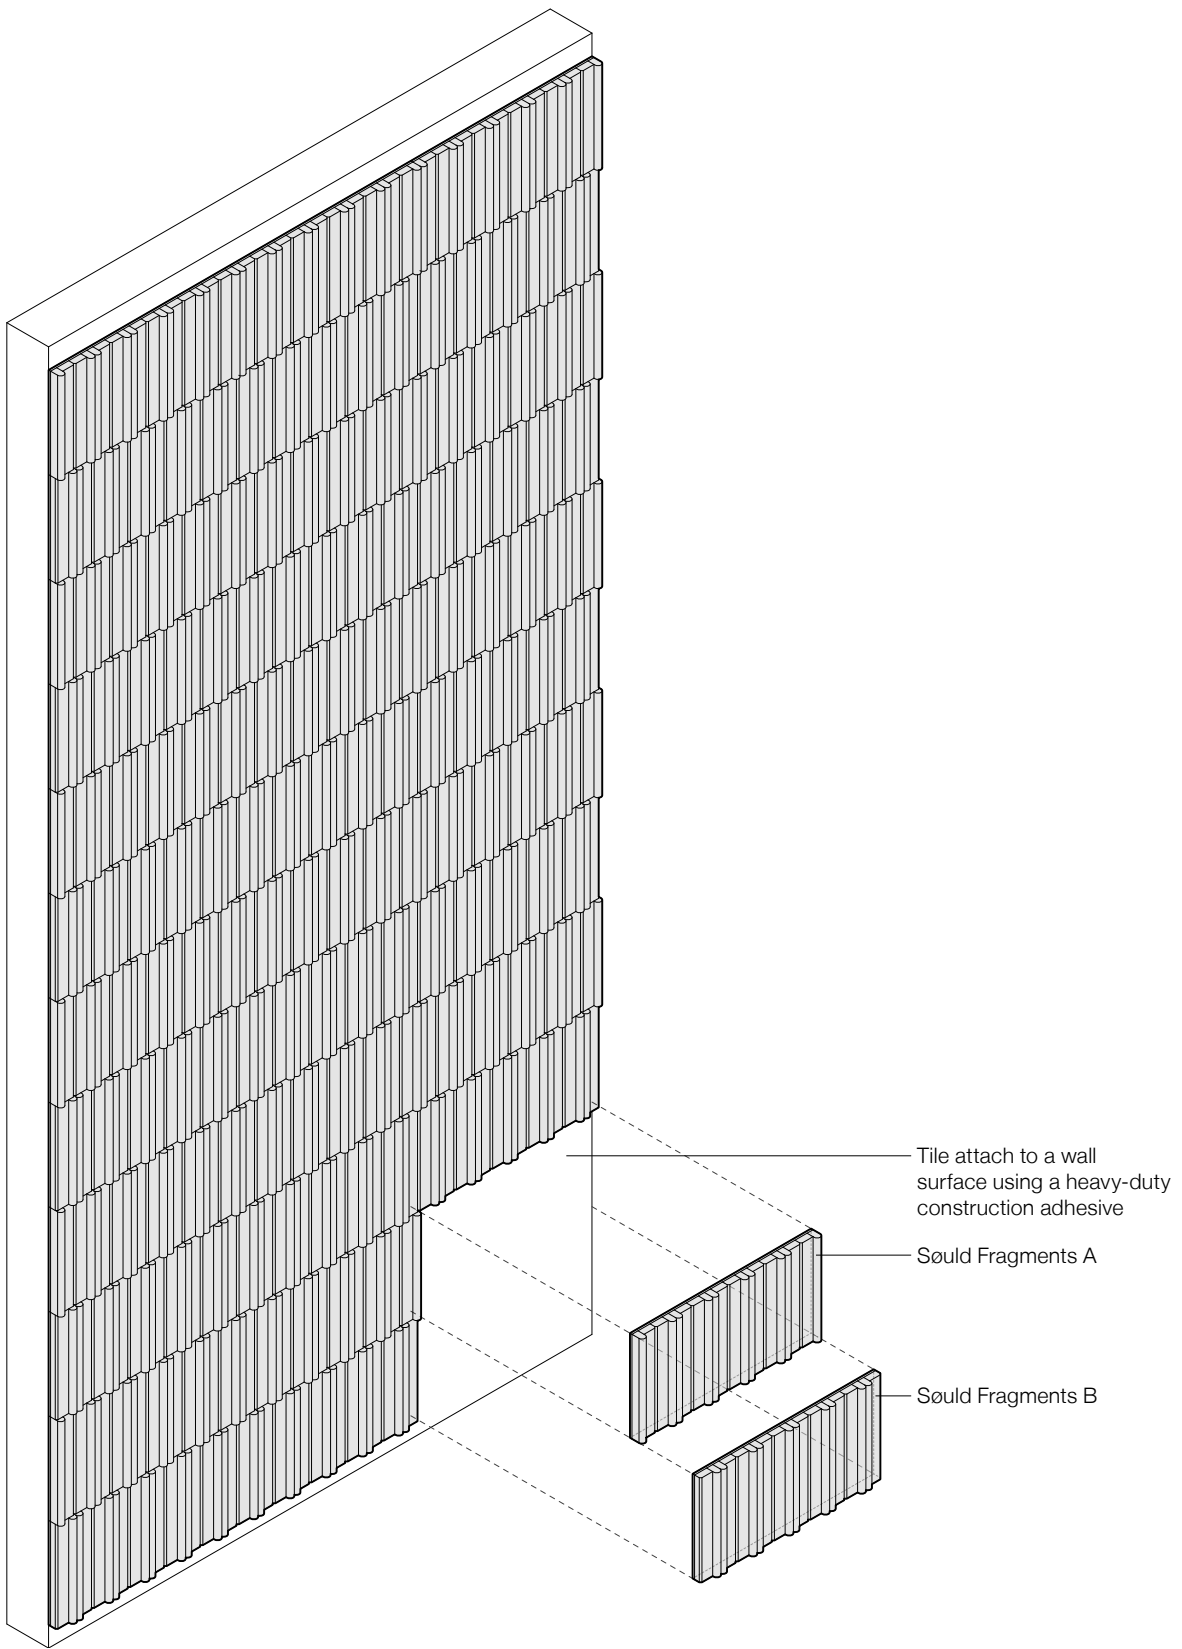 Tile attach to a wall
surface using a heavy-duty
construction adhesive
Søuld Fragments A
Søuld Fragments B